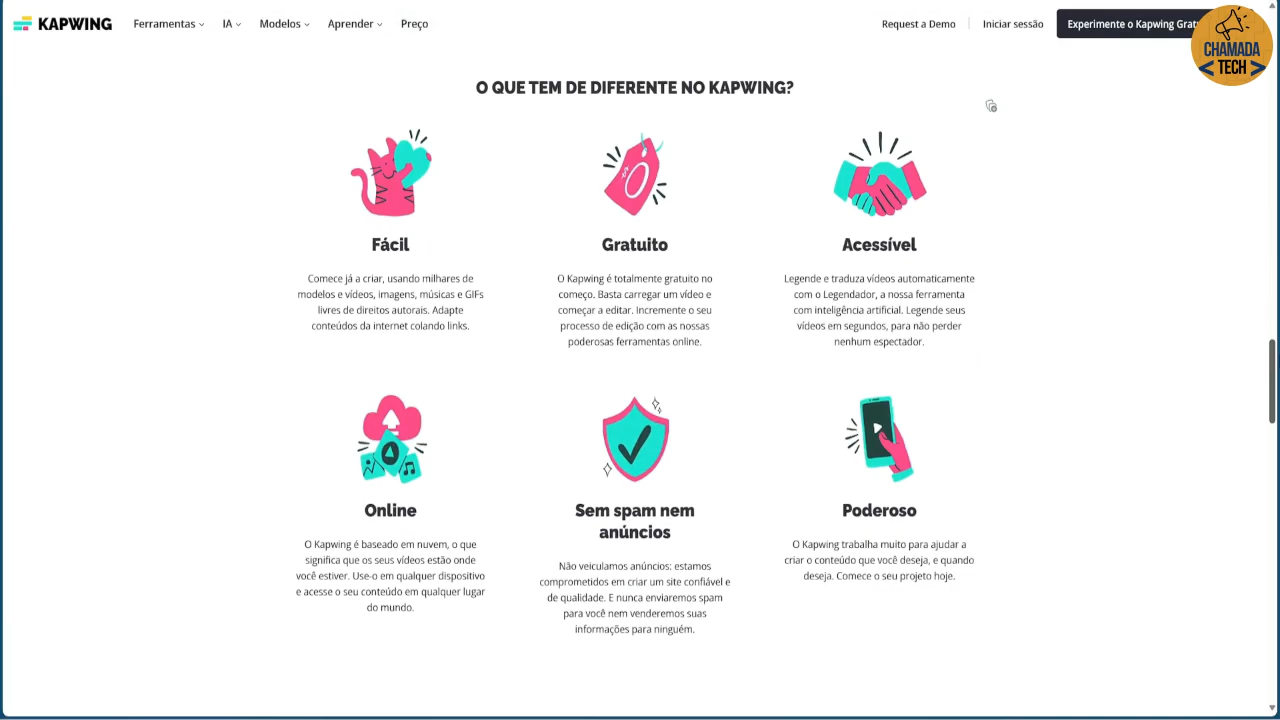 KAPWING Ferramentas IA Modelos Aprender Preço Request a Demo Iniciar sessão Experimente o Kapwing
CHAMADA
< TECH >
O QUE TEM DE DIFERENTE NO KAPWING?
Fácil
Comece já a criar, usando milhares de
modelos e vídeos, imagens, músicas e GIFs
livres de direitos autorais. Adapte
conteúdos da internet colando links.
Gratuito
O Kapwing é totalmente gratuito no
começo. Basta carregar um vídeo e
começar a editar. Incremente o seu
processo de edição com as nossas
poderosas ferramentas online.
Acessível
Legende e traduza vídeos automaticamente
com o Legendador, a nossa ferramenta
com inteligência artificial. Legende seus
vídeos em segundos, para não perder
nenhum espectador.
Online
O Kapwing é baseado em nuvem, o que
significa que os seus vídeos estão onde
você estiver. Use-o em qualquer dispositivo
e acesse o seu conteúdo em qualquer lugar
do mundo.
Sem spam nem
anúncios
Não veiculamos anúncios: estamos
comprometidos em criar um site confiável e
de qualidade. E nunca enviaremos spam
para você nem venderemos suas
informações para ninguém.
Poderoso
O Kapwing trabalha muito para ajudar a
criar o conteúdo que você deseja, e quando
deseja. Comece o seu projeto hoje.